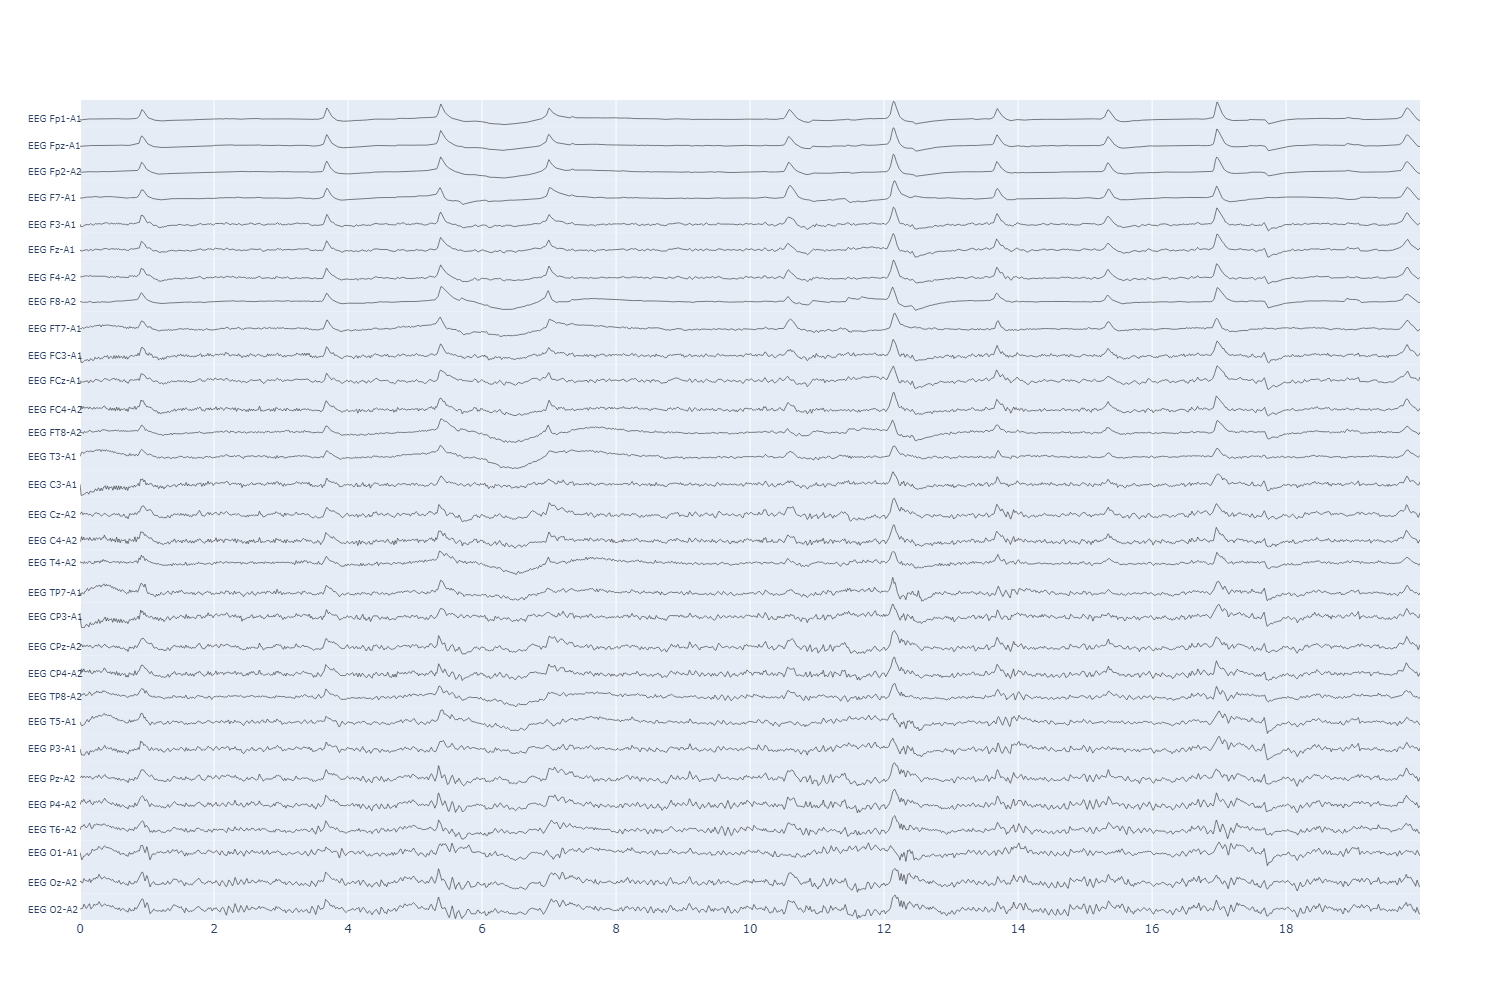 EEG Fp1-A1
EEG Fpz-A1
EEG Fp2-A2
EEG F7-A1
EEG F3-A1
EEG Fz-A1
EEG F4-A2
EEG F8-A2
EEG FT7-A1
EEG FC3-A1
EEG FCz-A1
EEG FC4-A2
EEG FT8-A2
EEG T3-A1
EEG C3-A1
EEG Cz-A2
EEG C4-A2
EEG T4-A2
EEG TP7-A1
EEG CP3-A1
EEG CPz-A2
EEG CP4-A2
EEG TP8-A2
EEG T5-A1
EEG P3-A1
EEG Pz-A2
EEG P4-A2
EEG T6-A2
EEG O1-A1
EEG Oz-A2
EEG O2-A2
0 2 4 6 8 10 12 14 16 18